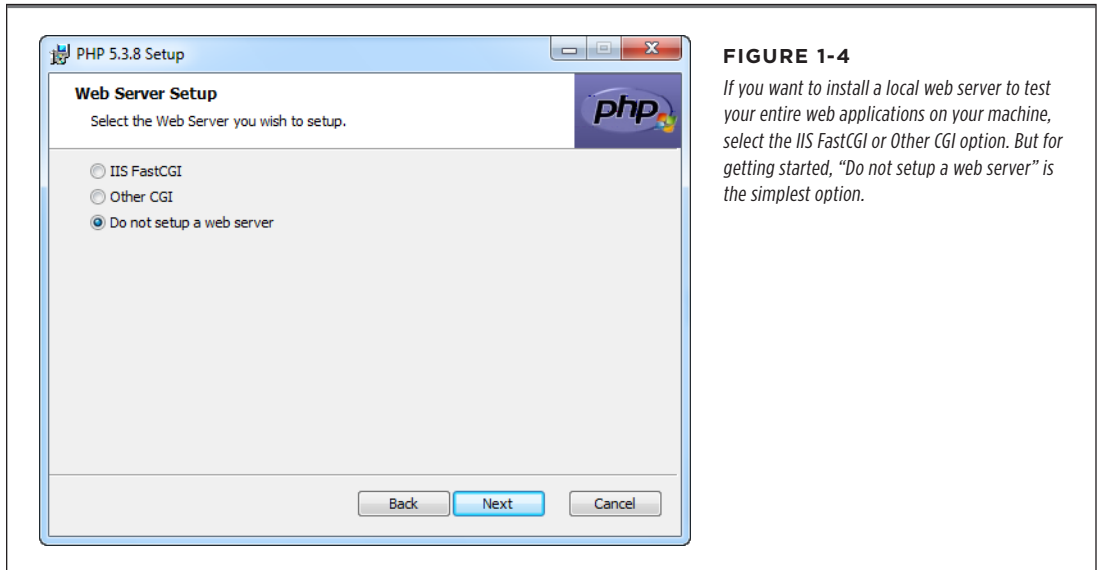 PHP 5.3.8 Setup
Web Server Setup
Select the Web Server you wish to setup.
php
IIS FastCGI
Other CGI
Do not setup a web server
Back
Next
Cancel
FIGURE 1-4
If you want to install a local web server to test
your entire web applications on your machine,
select the IIS FastCGI or Other CGI option. But for
getting started, “Do not setup a web server” is
the simplest option.